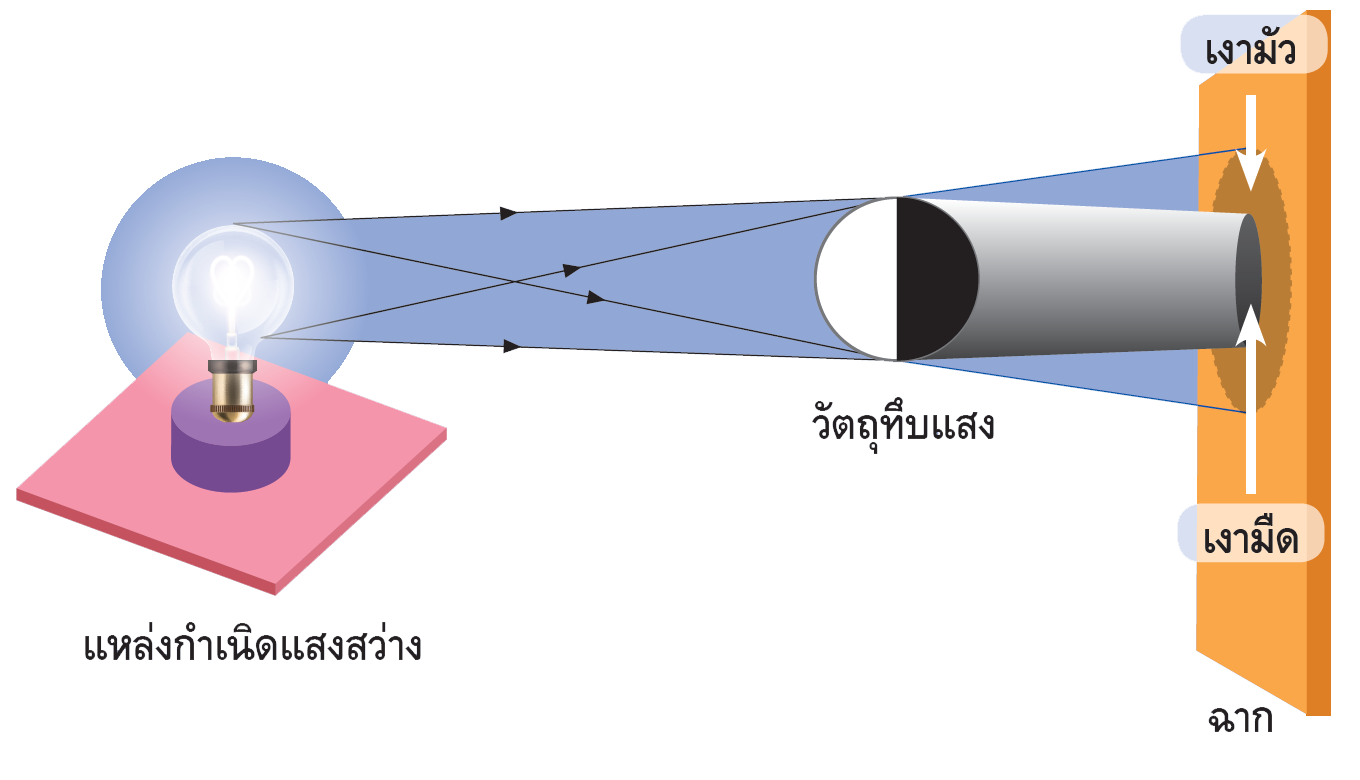 เงามัว
วัตถุทึบแสง
เงามืด
แหล่งกำเนิดแสงสว่าง
ฉาก